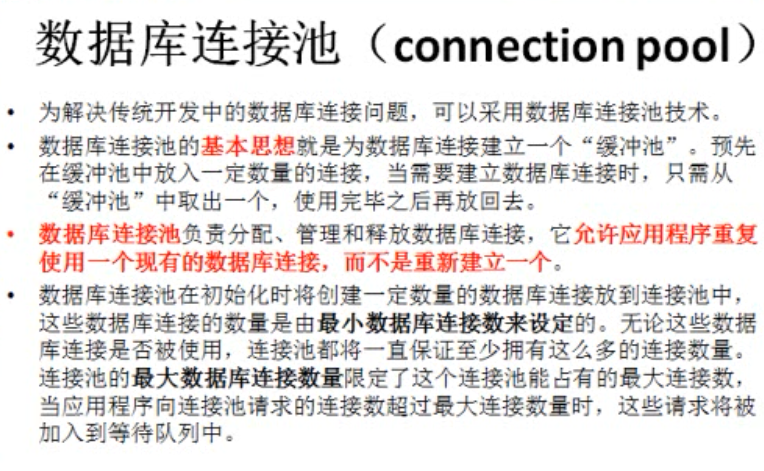 数据库连接池（connection pool）
• 为解决传统开发中的数据库连接问题，可以采用数据库连接池技术。
• 数据库连接池的基本思想就是为数据库连接建立一个“缓冲池”。预先
在缓冲池中放入一定数量的连接，当需要建立数据库连接时，只需从
“缓冲池”中取出一个，使用完毕之后再放回去。
• 数据库连接池负责分配、管理和释放数据库连接，它允许应用程序重复
使用一个现有的数据库连接，而不是重新建立一个。
• 数据库连接池在初始化时将创建一定数量的数据库连接放到连接池中，
这些数据库连接的数量是由最小数据库连接数来设定的。无论这些数据
库连接是否被使用，连接池都将一直保证至少拥有这么多的连接数量。
连接池的最大数据库连接数量限定了这个连接池能占有的最大连接数，
当应用程序向连接池请求的连接数超过最大连接数量时，这些请求将被
加入到等待队列中。